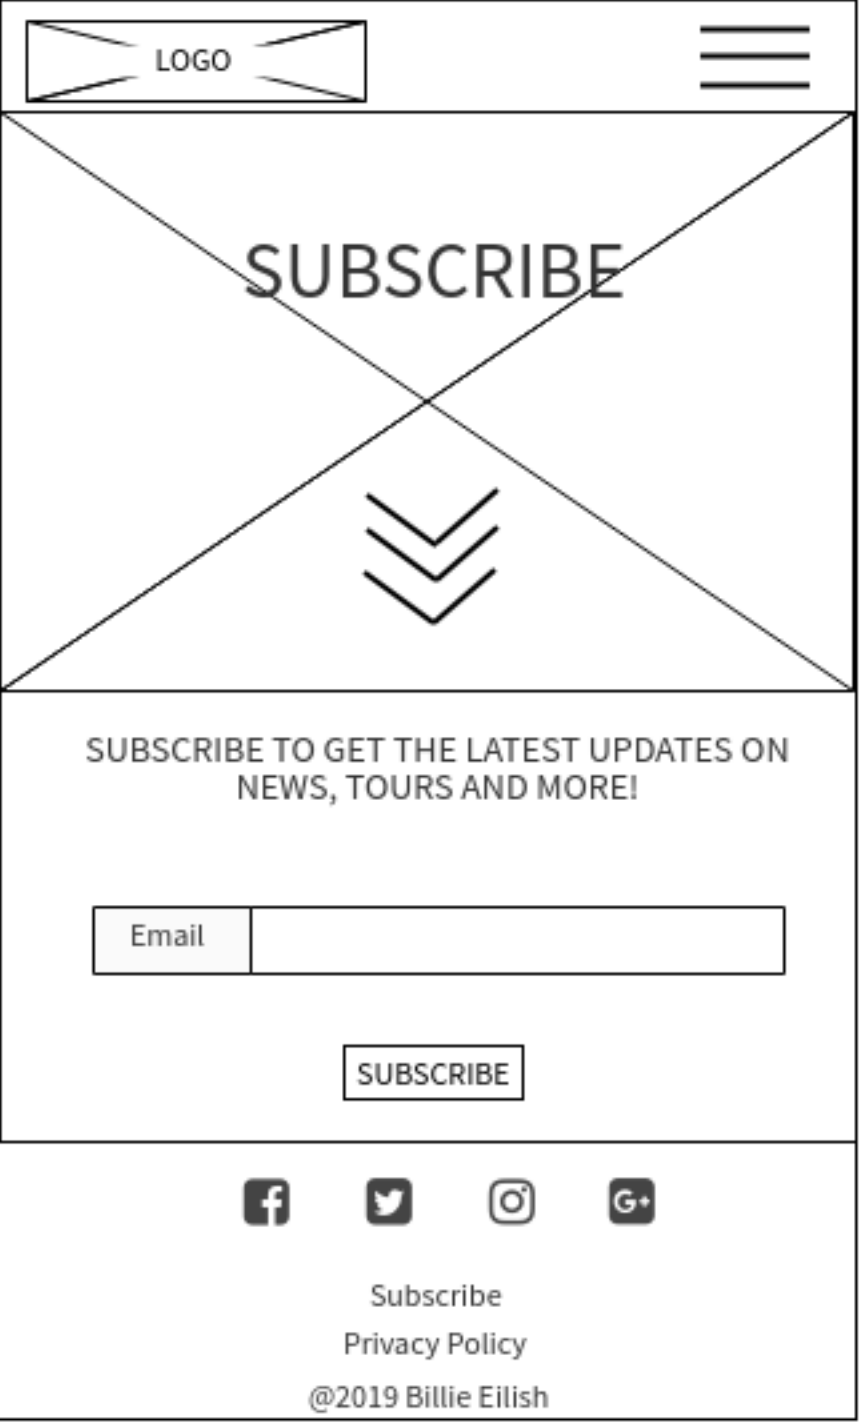 LOGO
SUBSCRIBE
SUBSCRIBE TO GET THE LATEST UPDATES ON
NEWS, TOURS AND MORE!
Email
SUBSCRIBE
G+
Subscribe
Privacy Policy
@2019 Billie Eilish